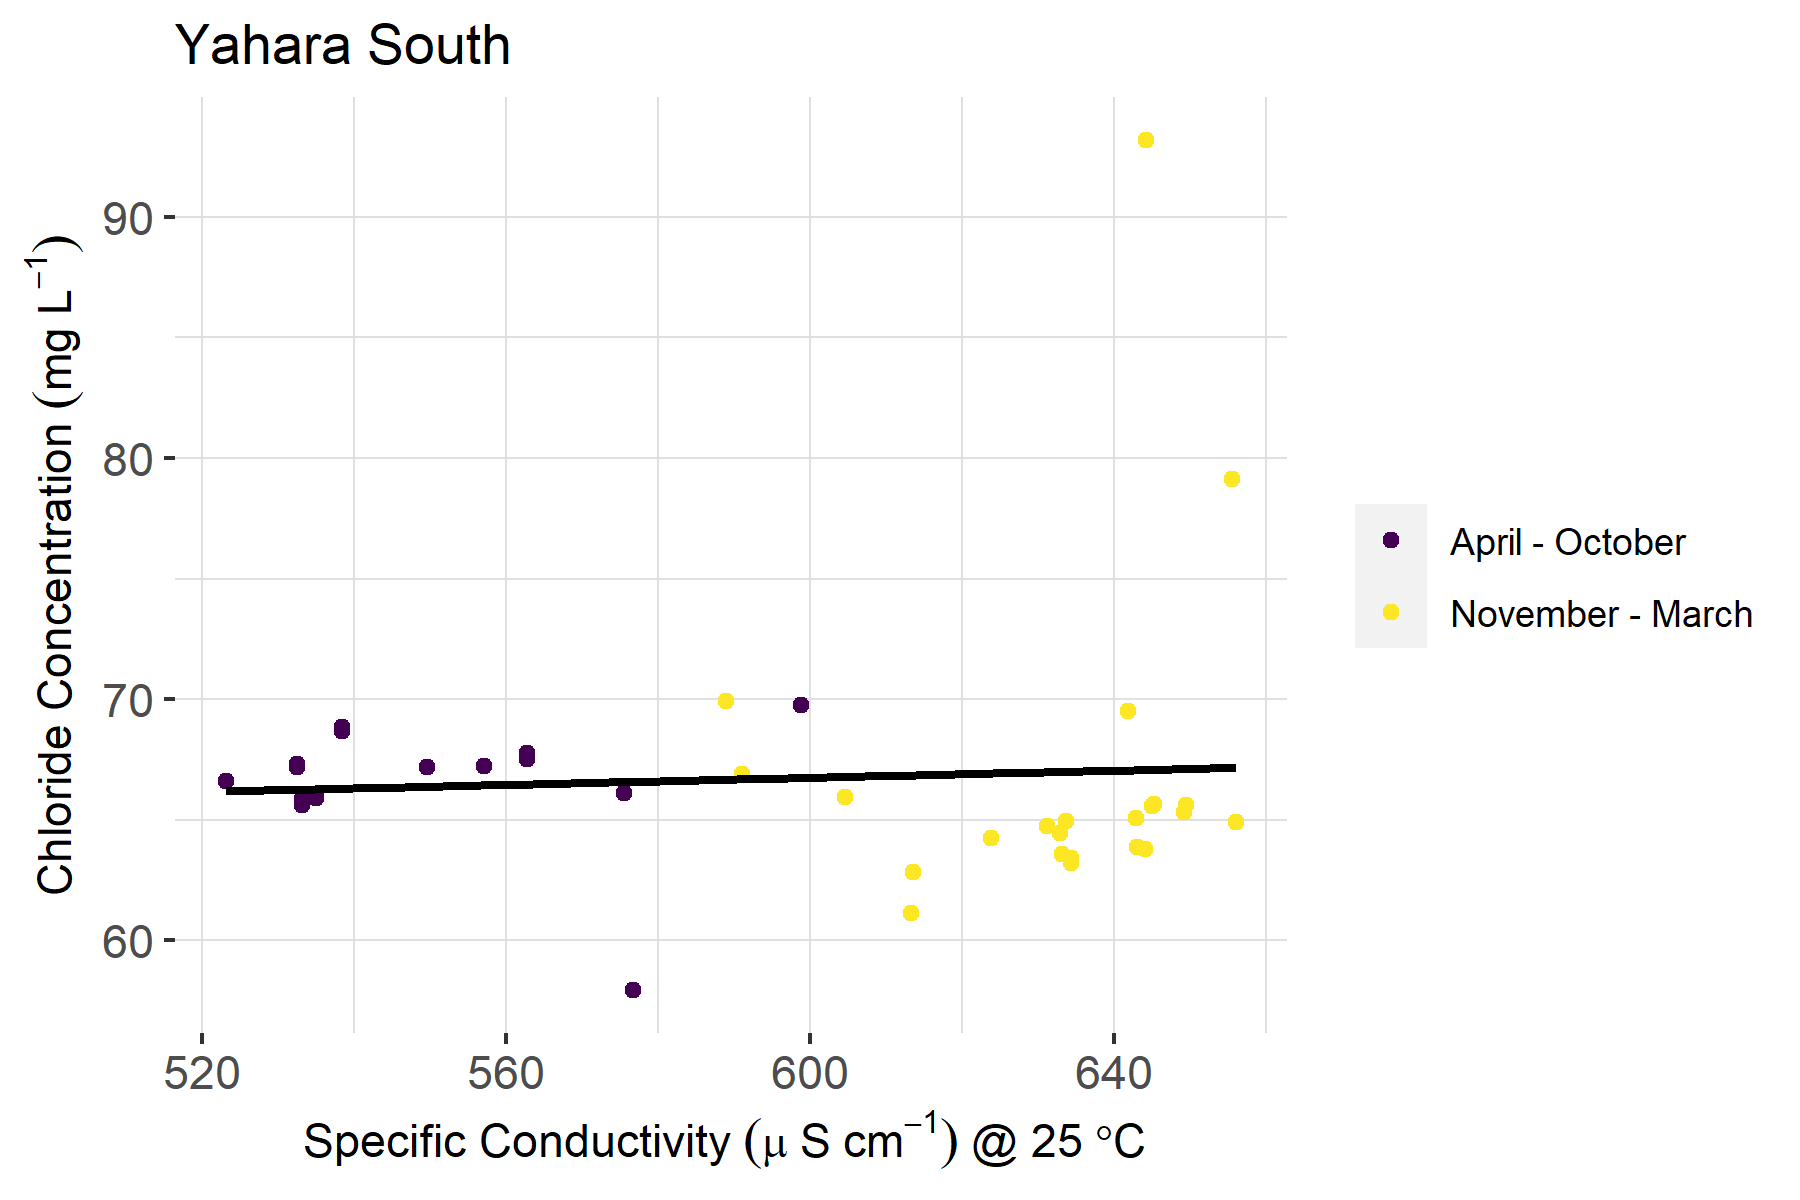 Yahara South
Chloride Concentration (mg L⁻¹)
90
80
70
60
520 560 600 640
Specific Conductivity (μ S cm⁻¹) @ 25 °C
April - October
November - March